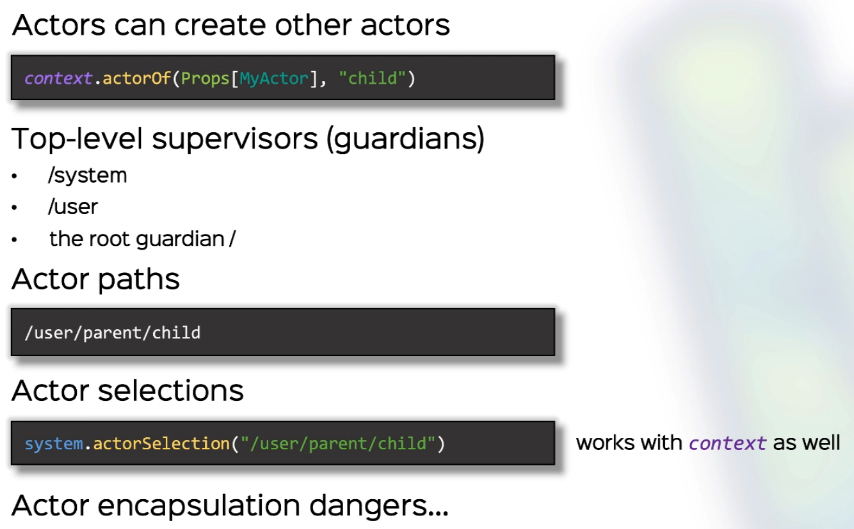 Actors can create other actors
context.actorOf(Props[MyActor], "child")
Top-level supervisors (guardians)
• /system
• /user
• the root guardian /
Actor paths
/user/parent/child
Actor selections
system.actorSelection("/user/parent/child") works with context as well
Actor encapsulation dangers...